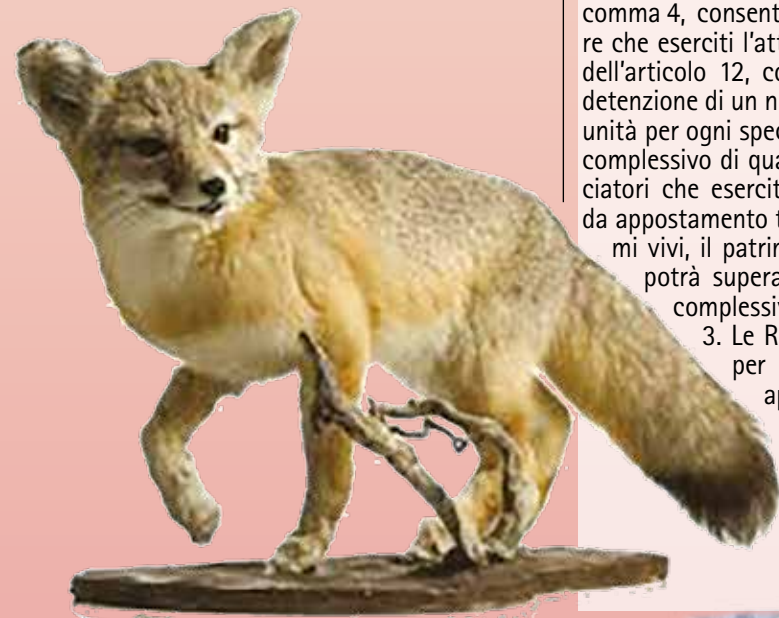 comma 4, consent
re che eserciti l'att
dell'articolo 12, co
detenzione di un n
unità per ogni spec
complessivo di qua
ciatori che esercit
da appostamento t
mi vivi, il patrir
potrà supera
complessiv
3. Le R
per
ap